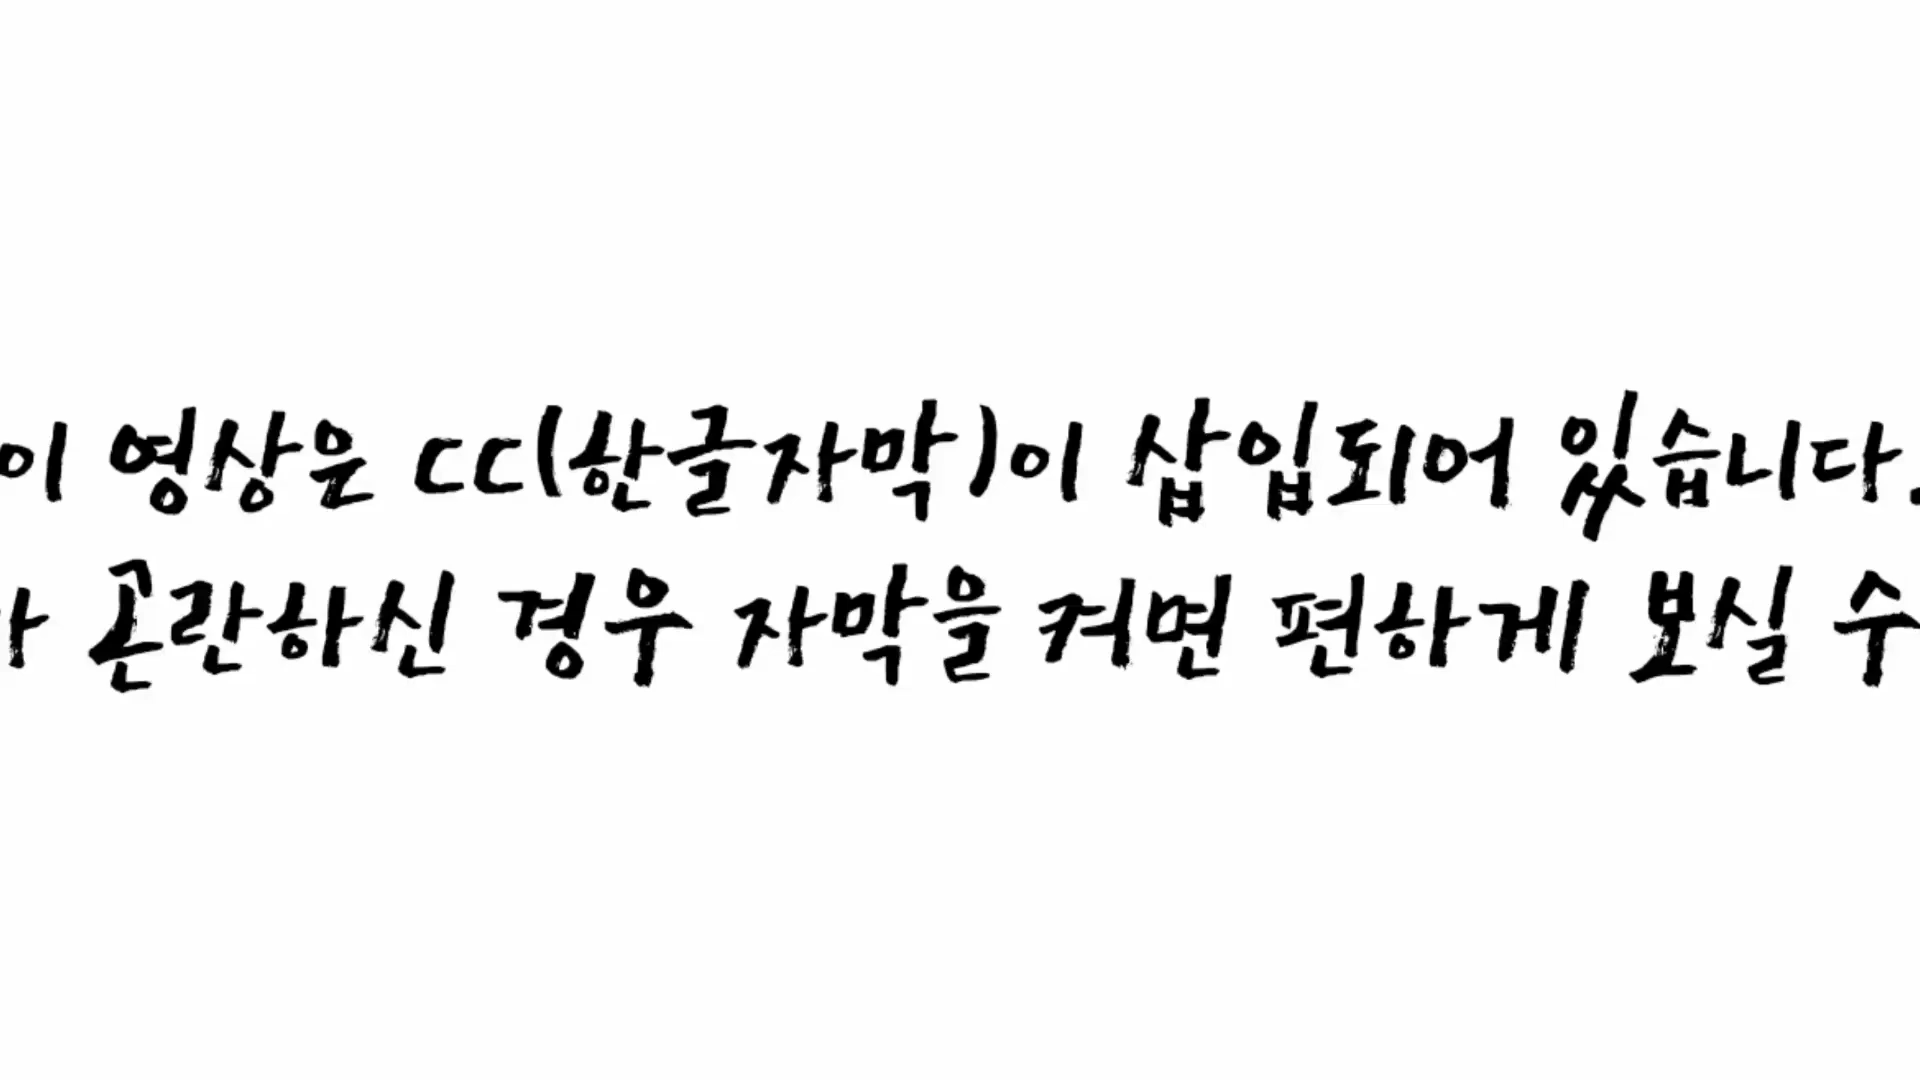 이 영상은 CC(한글자막)이 삽입되어 있습니다.
곤란하신 경우 자막을 켜면 편하게 보실 수